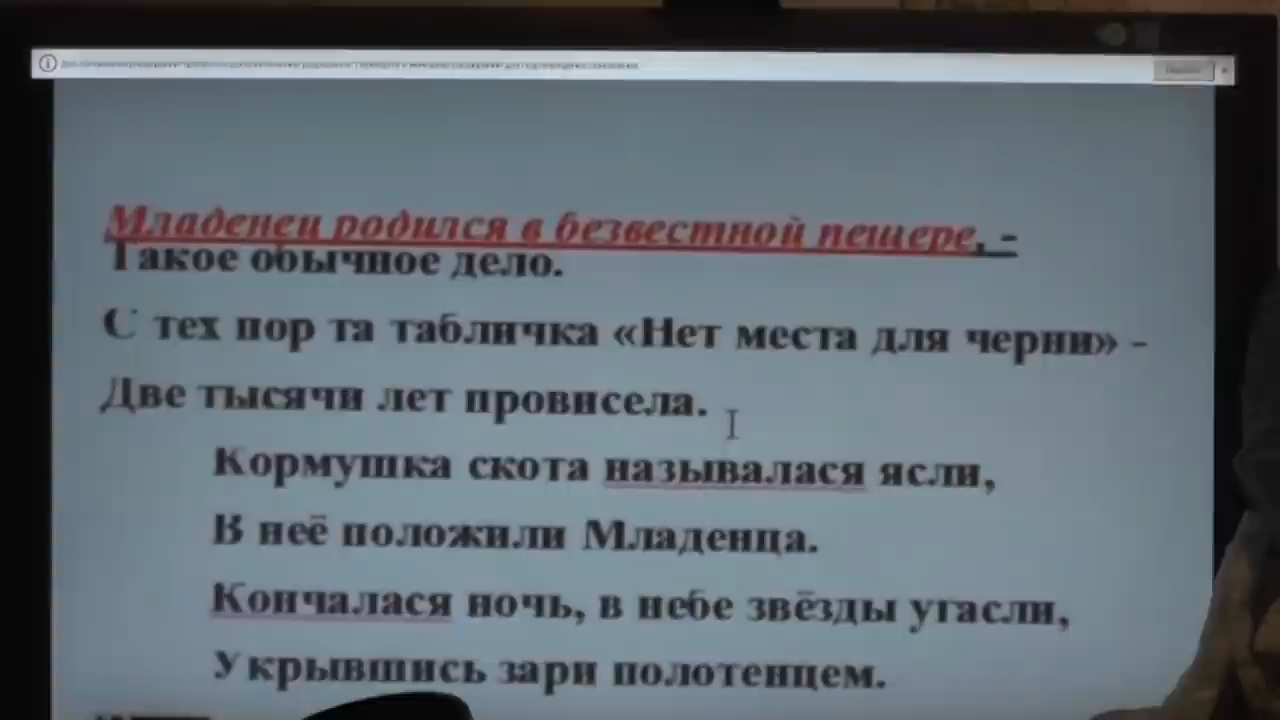 Младенец родился в безвестной пещере, -
Такое обычное дело.
С тех пор та табличка «Нет места для черни» -
Две тысячи лет провисела.
Кормушка скота называлася ясли,
В неё положили Младенца.
Кончалася ночь, в небе звёзды угасли,
Укрывшись зари полотенцем.